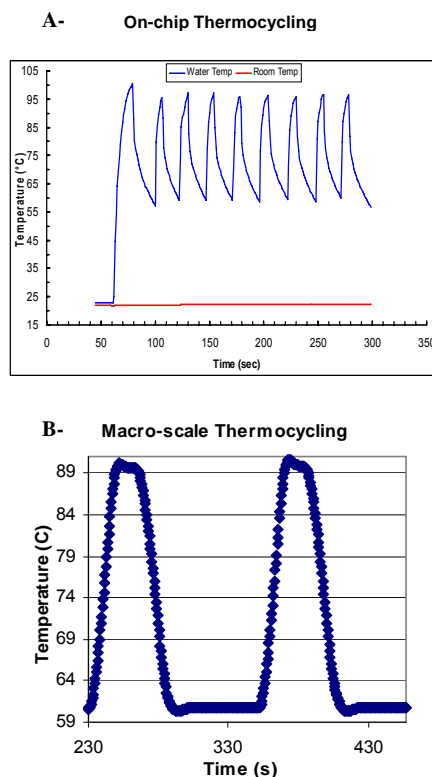 A- On-chip Thermocycling
Water Temp Room Temp
105
95
85
75
65
55
45
35
25
15
Temperature (°C)
0 50 100 150 200 250 300 350
Time (sec)
B- Macro-scale Thermocycling
89
84
79
74
69
64
59
Temperature (C)
230 330 430
Time (s)